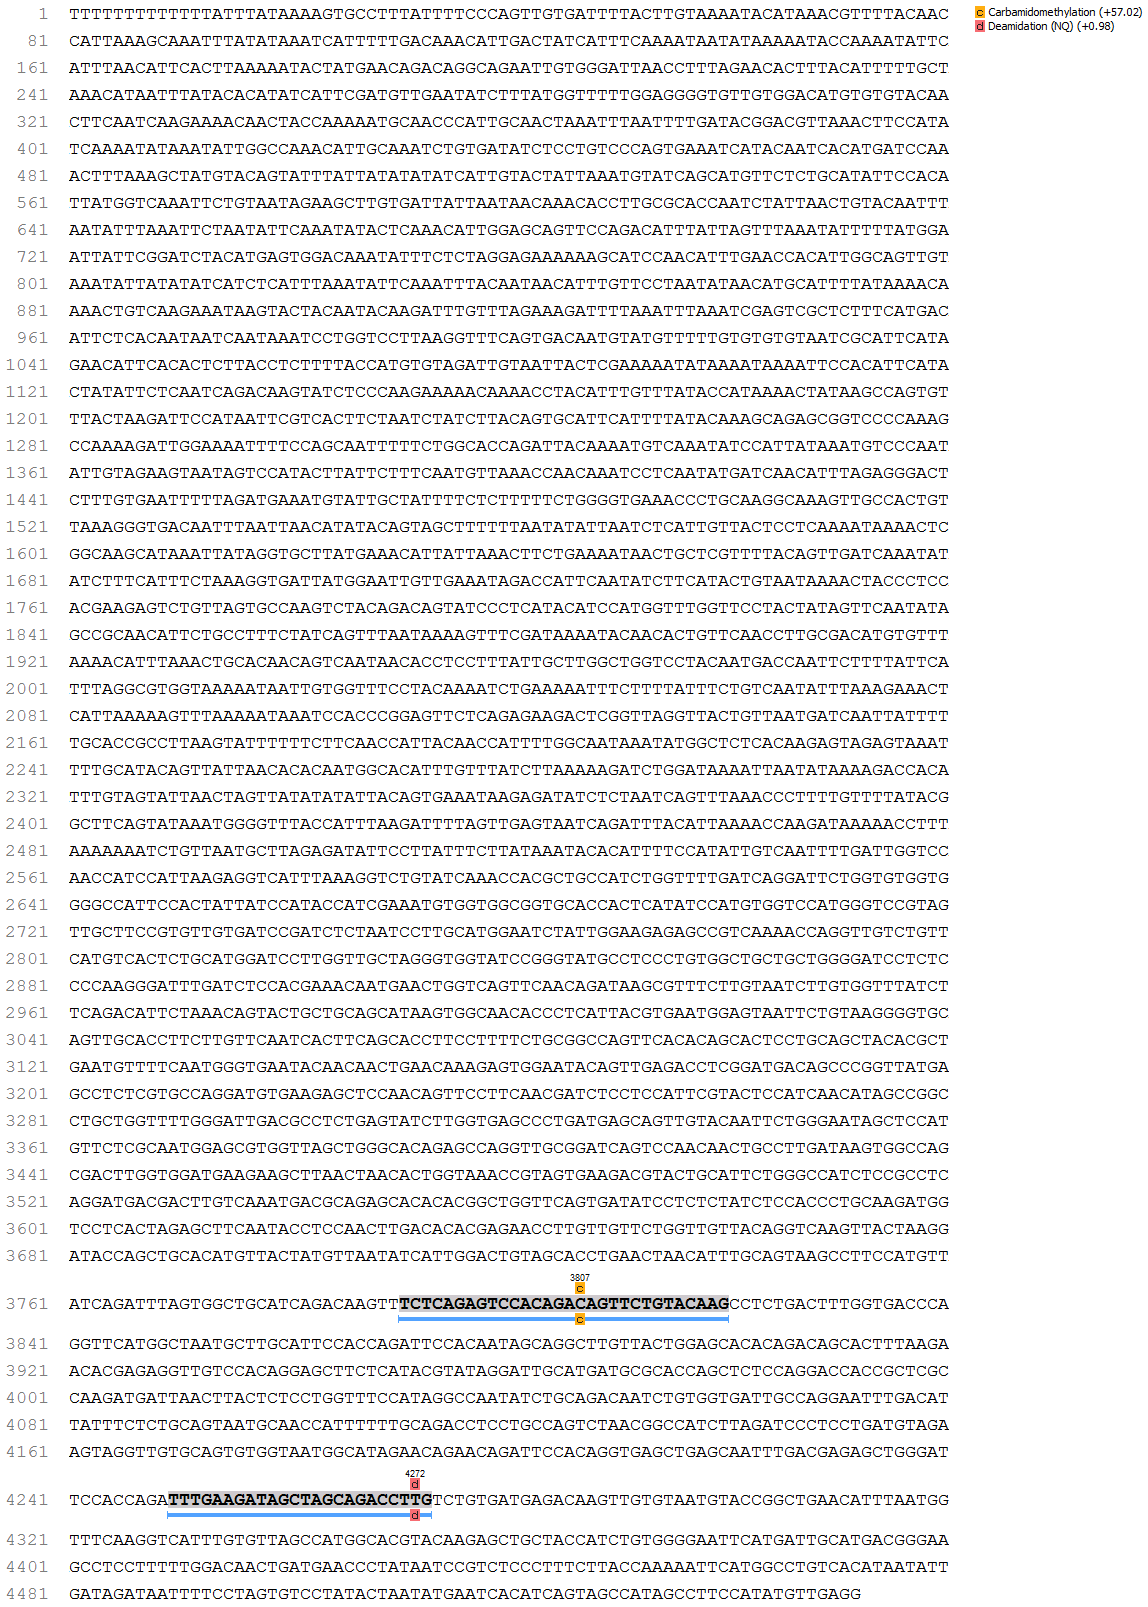 1 TTTTTTTTTTTTTTATTTATAAAAGTGCCTTTATTTTCCCAGTTGTGATTTTACTTGTAAAATACATAAACGTTTTACAAC
c Carbamidomethylation (+57.02)
d Deamidation (NQ) (+0.98)
81 CATTAAAGCAAATTTATATAAATCATTTTTGACAAACATTGACTATCATTTCAAAATAATATAAAAATACCAAAATATTC
161 ATTTAACATTCACTTAAAAATACTATGAACAGACAGGCAGAATTGTGGGATTAACCTTTAGAACACTTTACATTTTTGCT
241 AAACATAATTTATACACATATCATTCGATGTTGAATATCTTTATGGTTTTTGGAGGGGTGTTGTGGACATGTGTGTACAA
321 CTTCAATCAAGAAAACAACTACCAAAAATGCAACCCATTGCAACTAAATTTAATTTTGATACGGACGTTAAACTTCCATA
401 TCAAAATATAAATATTGGCCAAACATTGCAAATCTGTGATATCTCCTGTCCCAGTGAAATCATACAATCACATGATCCAA
481 ACTTTAAAGCTATGTACAGTATTTATTATATATATCATTGTACTATTAAATGTATCAGCATGTTCTCTGCATATTCCACA
561 TTATGGTCAAATTCTGTAATAGAAGCTTGTGATTATTAATAACAAACACCTTGCGCACCAATCTATTAACTGTACAATTT
641 AATATTTAAATTCTAATATTCAAATATACTCAAACATTGGAGCAGTTCCAGACATTTATTAGTTTAAATATTTTTATGGA
721 ATTATTCGGATCTACATGAGTGGACAAATATTTCTCTAGGAGAAAAAAGCATCCAACATTTGAACCACATTGGCAGTTGT
801 AAATATTATATATCATCTCATTTAAATATTCAAATTTACAATAACATTTGTTCCTAATATAACATGCATTTTATAAAACA
881 AAACTGTCAAGAAATAAGTACTACAATACAAGATTTGTTTAGAAAGATTTTAAATTTAAATCGAGTCGCTCTTTCATGAC
961 ATTCTCACAATAATCAATAAATCCTGGTCCTTAAGGTTTCAGTGACAATGTATGTTTTTGTGTGTGTAATCGCATTCATA
1041 GAACATTCACACTCTTACCTCTTTTACCATGTGTAGATTGTAATTACTCGAAAAATATAAAATAAAATTCCACATTCATA
1121 CTATATTCTCAATCAGACAAGTATCTCCCAAGAAAAACAAAACCTACATTTGTTTATACCATAAAACTATAAGCCAGTGT
1201 TTACTAAGATTCCATAATTCGTCACTTCTAATCTATCTTACAGTGCATTCATTTTATACAAAGCAGAGCGGTCCCCAAAG
1281 CCAAAAGATTGGAAAATTTTCCAGCAATTTTTCTGGCACCAGATTACAAAATGTCAAATATCCATTATAAATGTCCCAAT
1361 ATTGTAGAAGTAATAGTCCATACTTATTCTTTCAATGTTAAACCAACAAATCCTCAATATGATCAACATTTAGAGGGACT
1441 CTTTGTGAATTTTTAGATGAAATGTATTGCTATTTTCTCTTTTTCTGGGGTGAAACCCTGCAAGGCAAAGTTGCCACTGT
1521 TAAAGGGTGACAATTTAATTAACATATACAGTAGCTTTTTTAATATATTAATCTCATTGTTACTCCTCAAAATAAAACTC
1601 GGCAAGCATAAATTATAGGTGCTTATGAAACATTATTAAACTTCTGAAAATAACTGCTCGTTTTACAGTTGATCAAATAT
1681 ATCTTTCATTTCTAAAGGTGATTATGGAATTGTTGAAATAGACCATTCAATATCTTCATACTGTAATAAAACTACCCTCC
1761 ACGAAGAGTCTGTTAGTGCCAAGTCTACAGACAGTATCCCTCATACATCCATGGTTTGGTTCCTACTATAGTTCAATATA
1841 GCCGCAACATTCTGCCTTTCTATCAGTTTAATAAAAGTTTCGATAAAATACAACACTGTTCAACCTTGCGACATGTGTTT
1921 AAAACATTTAAACTGCACAACAGTCAATAACACCTCCTTTATTGCTTGGCTGGTCCTACAATGACCAATTCTTTTATTCA
2001 TTTAGGCGTGGTAAAAATAATTGTGGTTTCCTACAAAATCTGAAAAATTTCTTTTATTTCTGTCAATATTTAAAGAAACT
2081 CATTAAAAAGTTTAAAAATAAATCCACCCGGAGTTCTCAGAGAAGACTCGGTTAGGTTACTGTTAATGATCAATTATTTT
2161 TGCACCGCCTTAAGTATTTTTTCTTCAACCATTACAACCATTTTGGCAATAAATATGGCTCTCACAAGAGTAGAGTAAAT
2241 TTTGCATACAGTTATTAACACACAATGGCACATTTGTTTATCTTAAAAAGATCTGGATAAAATTAATATAAAAGACCACA
2321 TTTGTAGTATTAACTAGTTATATATATTACAGTGAAATAAGAGATATCTCTAATCAGTTTAAACCCTTTTGTTTTATACG
2401 GCTTCAGTATAAATGGGGTTTACCATTTAAGATTTTAGTTGAGTAATCAGATTTACATTAAAACCAAGATAAAAACCTTT
2481 AAAAAAATCTGTTAATGCTTAGAGATATTCCTTATTTCTTATAAATACACATTTTCCATATTGTCAATTTTGATTGGTCC
2561 AACCATCCATTAAGAGGTCATTTAAAGGTCTGTATCAAACCACGCTGCCATCTGGTTTTGATCAGGATTCTGGTGTGGTG
2641 GGGCCATTCCACTATTATCCATACCATCGAAATGTGGTGGCGGTGCACCACTCATATCCATGTGGTCCATGGGTCCGTAG
2721 TTGCTTCCGTGTTGTGATCCGATCTCTAATCCTTGCATGGAATCTATTGGAAGAGAGCCGTCAAAACCAGGTTGTCTGTT
2801 CATGTCACTCTGCATGGATCCTTGGTTGCTAGGGTGGTATCCGGGTATGCCTCCCTGTGGCTGCTGCTGGGGATCCTCTC
2881 CCCAAGGGATTTGATCTCCACGAAACAATGAACTGGTCAGTTCAACAGATAAGCGTTTCTTGTAATCTTGTGGTTTATCT
2961 TCAGACATTCTAAACAGTACTGCTGCAGCATAAGTGGCAACACCCTCATTACGTGAATGGAGTAATTCTGTAAGGGGTGC
3041 AGTTGCACCTTCTTGTTCAATCACTTCAGCACCTTCCTTTTCTGCGGCCAGTTCACACAGCACTCCTGCAGCTACACGCT
3121 GAATGTTTTCAATGGGTGAATACAACAACTGAACAAAGAGTGGAATACAGTTGAGACCTCGGATGACAGCCCGGTTATGA
3201 GCCTCTCGTGCCAGGATGTGAAGAGCTCCAACAGTTCCTTCAACGATCTCCTCCATTCGTACTCCATCAACATAGCCGGC
3281 CTGCTGGTTTTGGGATTGACGCCTCTGAGTATCTTGGTGAGCCCTGATGAGCAGTTGTACAATTCTGGGAATAGCTCCAT
3361 GTTCTCGCAATGGAGCGTGGTTAGCTGGGCACAGAGCCAGGTTGCGGATCAGTCCAACAACTGCCTTGATAAGTGGCCAG
3441 CGACTTGGTGGATGAAGAAGCTTAACTAACACTGGTAAACCGTAGTGAAGACGTACTGCATTCTGGGCCATCTCCGCCTC
3521 AGGATGACGACTTGTCAAATGACGCAGAGCACACACGGCTGGTTCAGTGATATCCTCTCTATCTCCACCCTGCAAGATGG
3601 TCCTCACTAGAGCTTCAATACCTCCAACTTGACACACGAGAACCTTGTTGTTCTGGTTGTTACAGGTCAAGTTACTAAGG
3681 ATACCAGCTGCACATGTTACTATGTTAATATCATTGGACTGTAGCACCTGAACTAACATTTGCAGTAAGCCTTCCATGTT
3807
c
3761 ATCAGATTTAGTGGCTGCATCAGACAAGTTTCTCAGAGTCCACAGACAGTTCTGTACAAGCCTCTGACTTTGGTGACCCA
c
3841 GGTTCATGGCTAATGCTTGCATTCCACCAGATTCCACAATAGCAGGCTTGTTACTGGAGCACACAGACAGCACTTTAAGA
3921 ACACGAGAGGTTGTCCACAGGAGCTTCTCATACGTATAGGATTGCATGATGCGCACCAGCTCTCCAGGACCACCGCTCGC
4001 CAAGATGATTAACTTACTCTCCTGGTTTCCATAGGCCAATATCTGCAGACAATCTGTGGTGATTGCCAGGAATTTGACAT
4081 TATTTCTCTGCAGTAATGCAACCATTTTTTGCAGACCTCCTGCCAGTCTAACGGCCATCTTAGATCCCTCCTGATGTAGA
4161 AGTAGGTTGTGCAGTGTGGTAATGGCATAGAACAGAACAGATTCCACAGGTGAGCTGAGCAATTTGACGAGAGCTGGGAT
4272
d
4241 TCCACCAGATTTGAAGATAGCTAGCAGACCTTGTCTGTGATGAGACAAGTTGTGTAATGTACCGGCTGAACATTTAATGG
d
4321 TTTCAAGGTCATTTGTGTTAGCCATGGCACGTACAAGAGCTGCTACCATCTGTGGGGAATTCATGATTGCATGACGGGAA
4401 GCCTCCTTTTTGGACAACTGATGAACCCTATAATCCGTCTCCCTTTCTTACCAAAAATTCATGGCCTGTCACATAATATT
4481 GATAGATAATTTTCCTAGTGTCCTATACTAATATGAATCACATCAGTAGCCATAGCCTTCCATATGTTGAGG